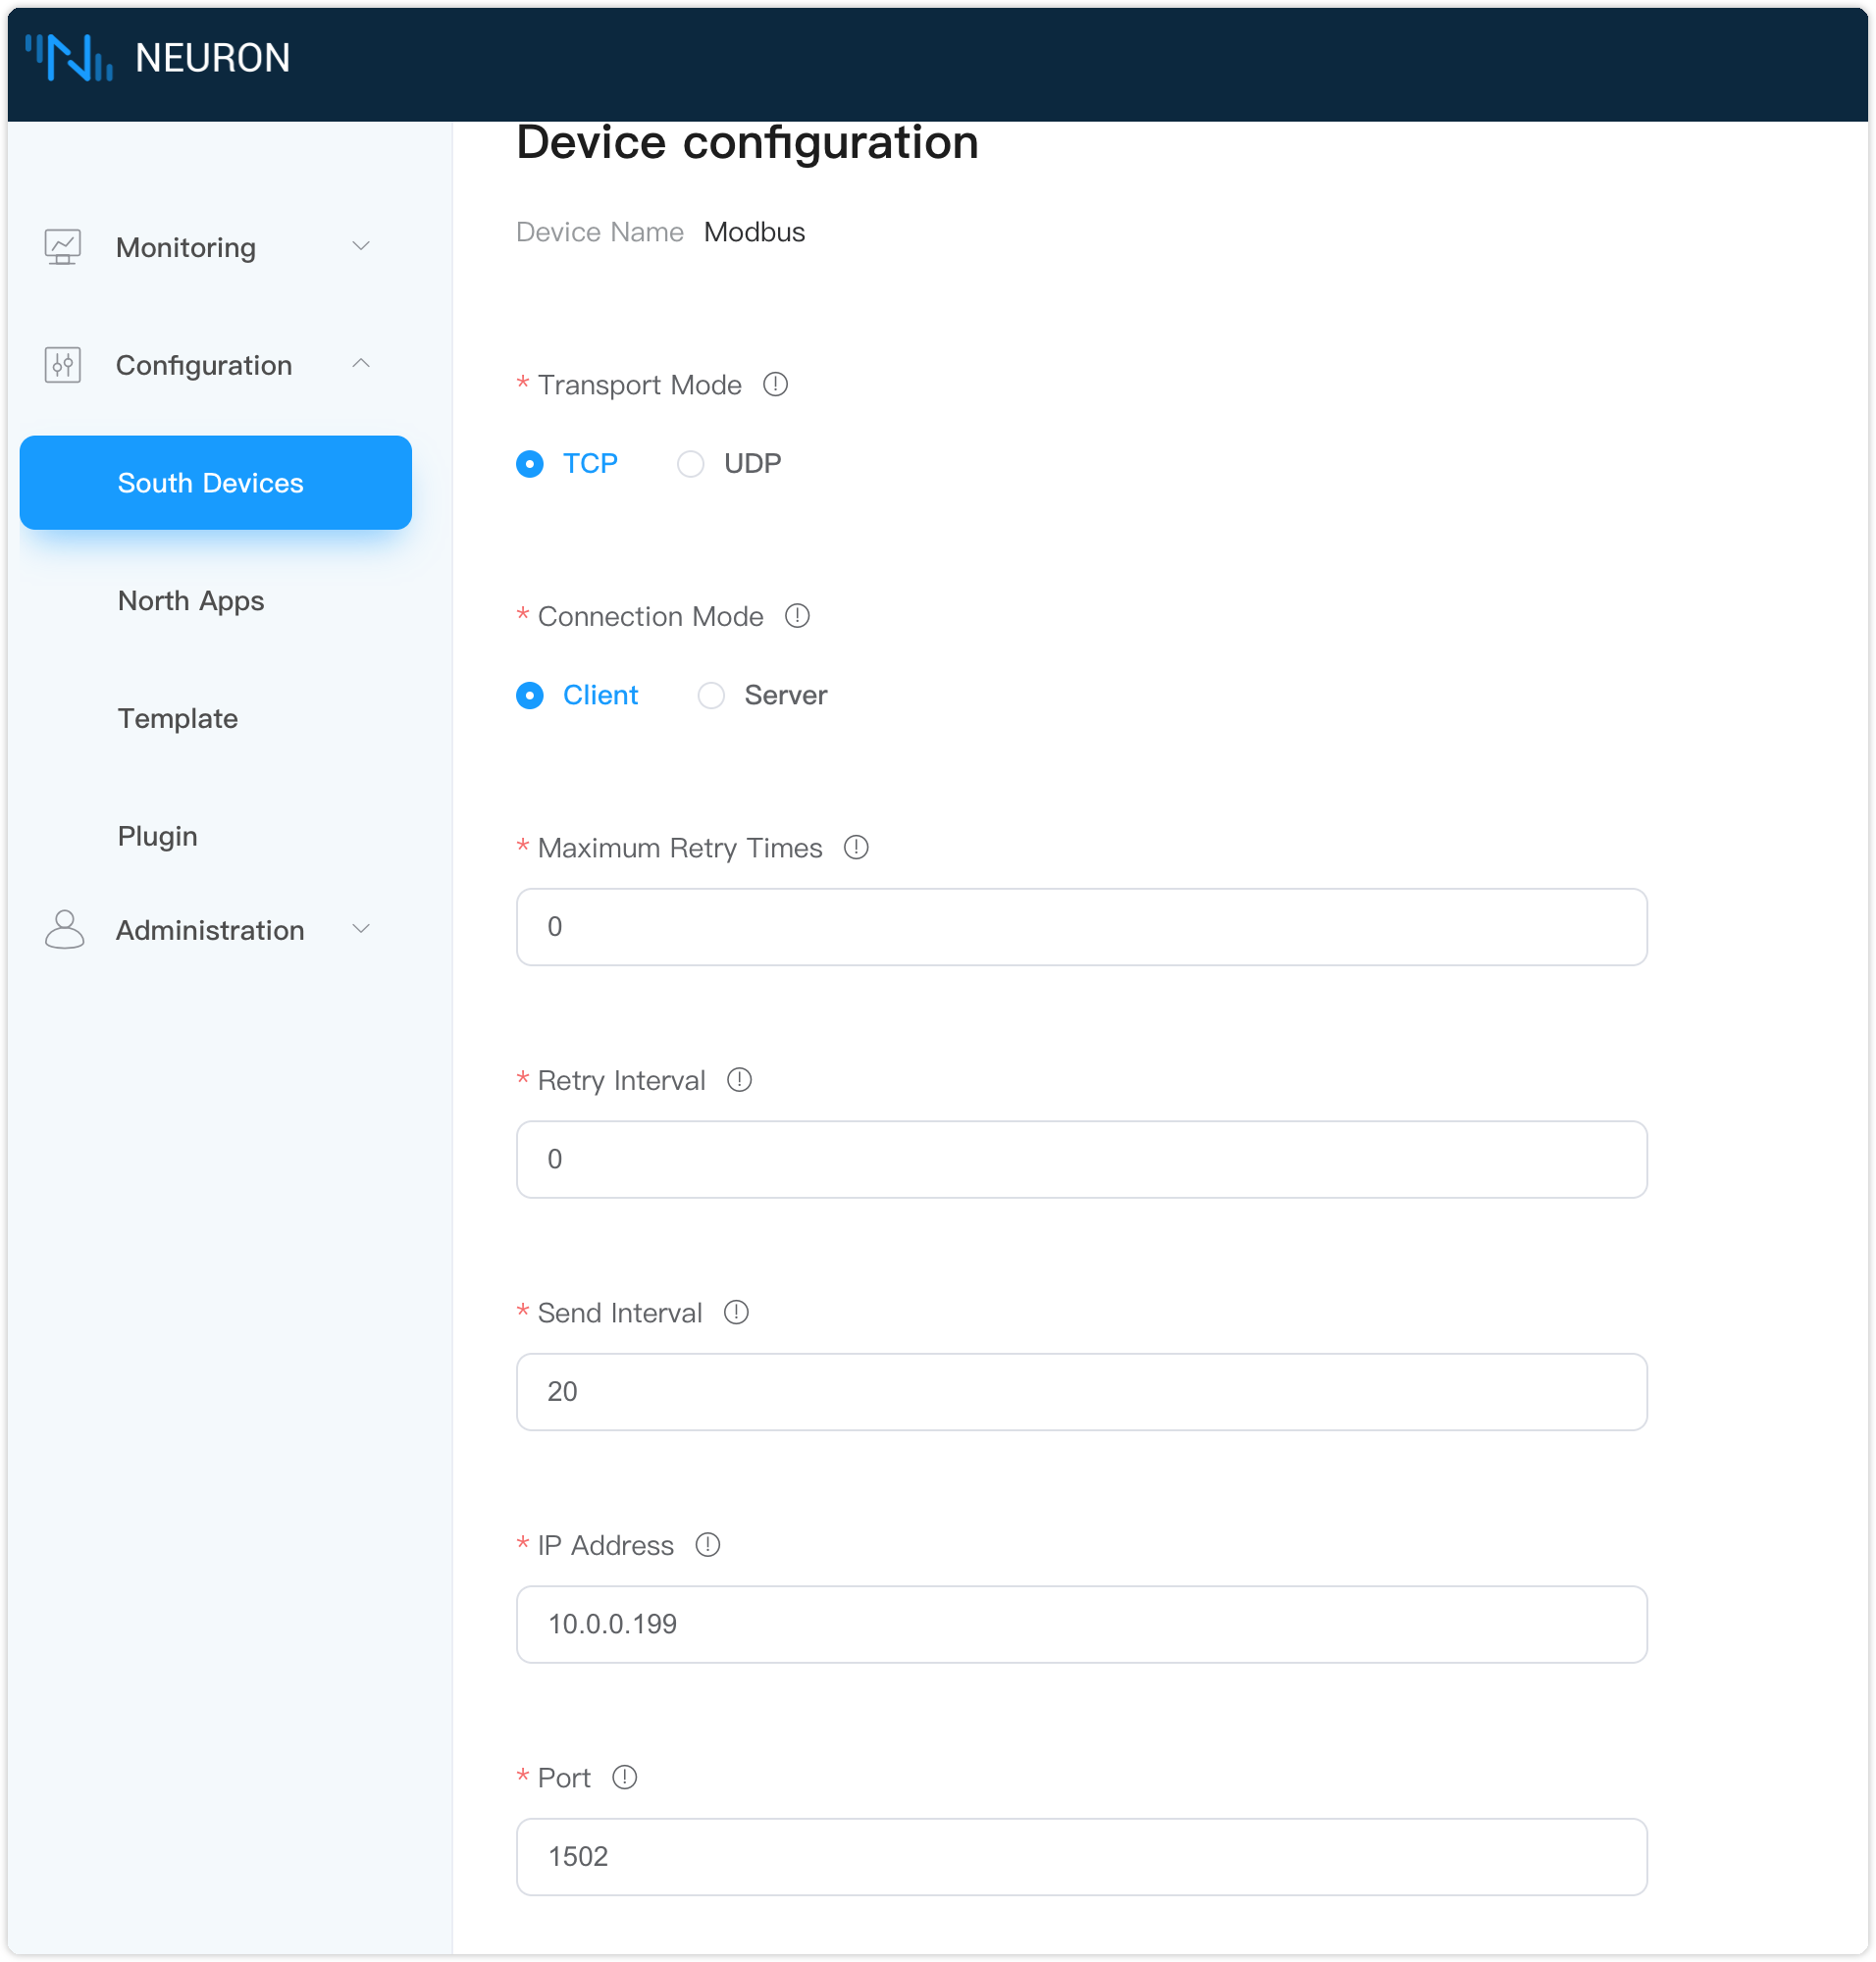 NEURON
Monitoring
Configuration
South Devices
North Apps
Template
Plugin
Administration
Device configuration
Device Name Modbus
* Transport Mode
TCP UDP
* Connection Mode
Client Server
* Maximum Retry Times
0
* Retry Interval
0
* Send Interval
20
* IP Address
10.0.0.199
* Port
1502